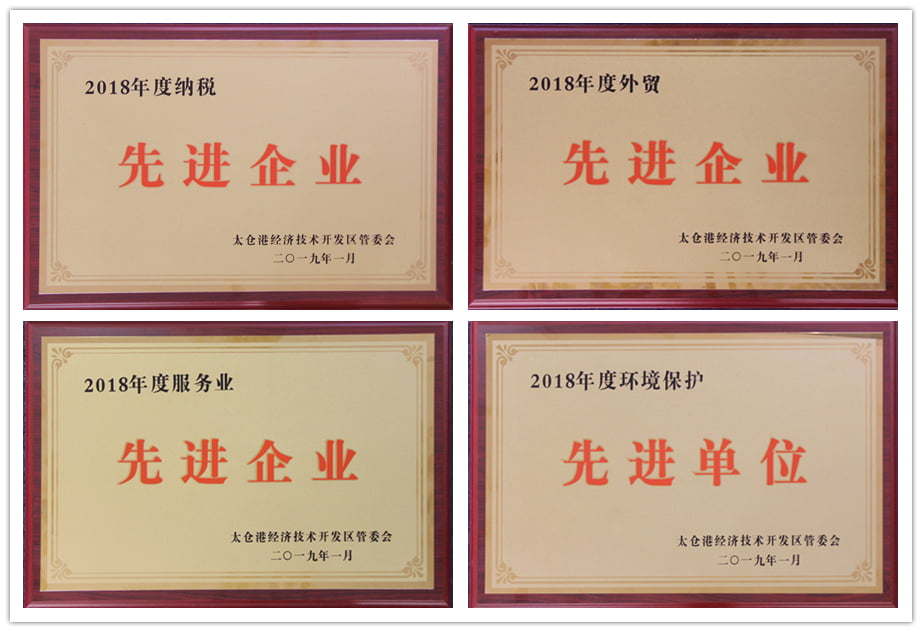 2018年度纳税
先进企业
太仓港经济技术开发区管委会
二〇一九年一月
2018年度外贸
先进企业
太仓港经济技术开发区管委会
二〇一九年一月
2018年度服务业
先进企业
太仓港经济技术开发区管委会
二〇一九年一月
2018年度环境保护
先进单位
太仓港经济技术开发区管委会
二〇一九年一月